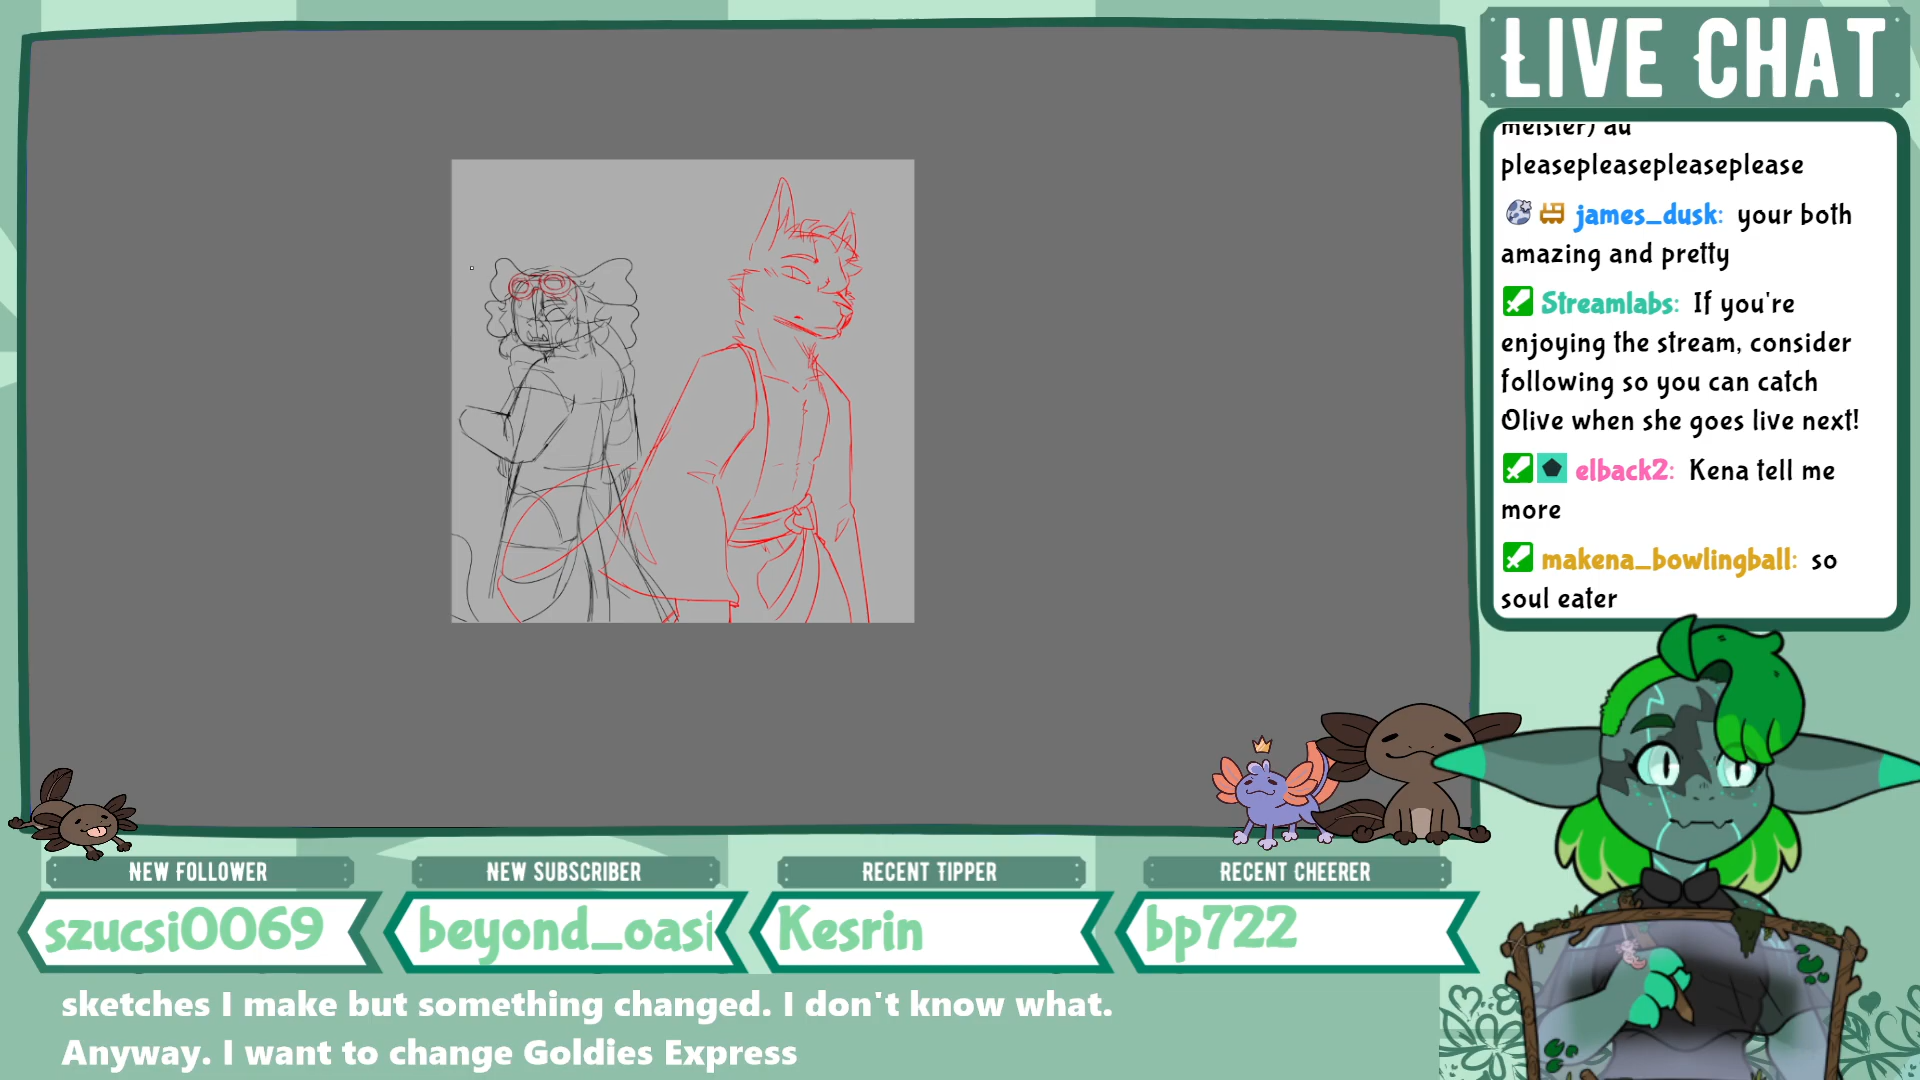 LIVE CHAT
meister) au
pleasepleasepleaseplease
james_dusk: your both
amazing and pretty
Streamlabs: If you're
enjoying the stream, consider
following so you can catch
Olive when she goes live next!
elback2: Kena tell me
more
makena_bowlingball: so
soul eater
NEW FOLLOWER
NEW SUBSCRIBER
RECENT TIPPER
RECENT CHEERER
szucsi0069
beyond_oasi
Kesrin
bp722
sketches I make but something changed. I don't know what.
Anyway. I want to change Goldies Express